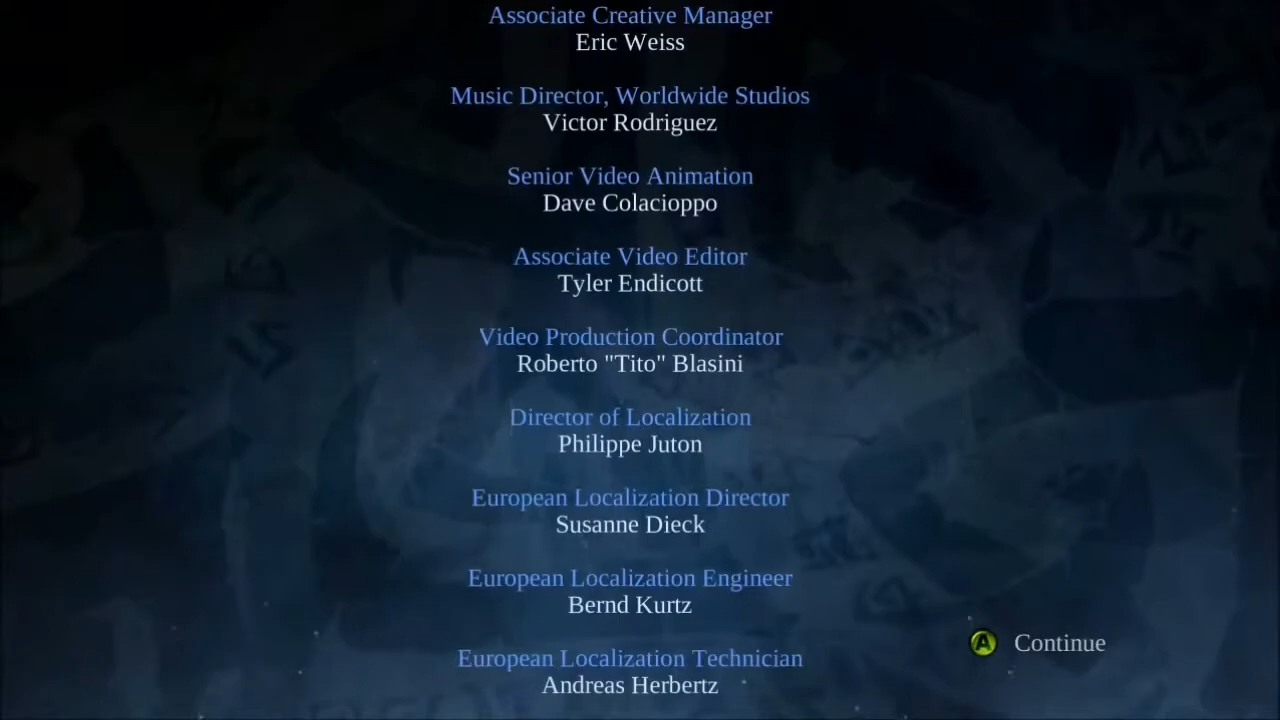 Associate Creative Manager
Eric Weiss
Music Director, Worldwide Studios
Victor Rodriguez
Senior Video Animation
Dave Colacioppo
Associate Video Editor
Tyler Endicott
Video Production Coordinator
Roberto "Tito" Blasini
Director of Localization
Philippe Juton
European Localization Director
Susanne Dieck
European Localization Engineer
Bernd Kurtz
A Continue
European Localization Technician
Andreas Herbertz